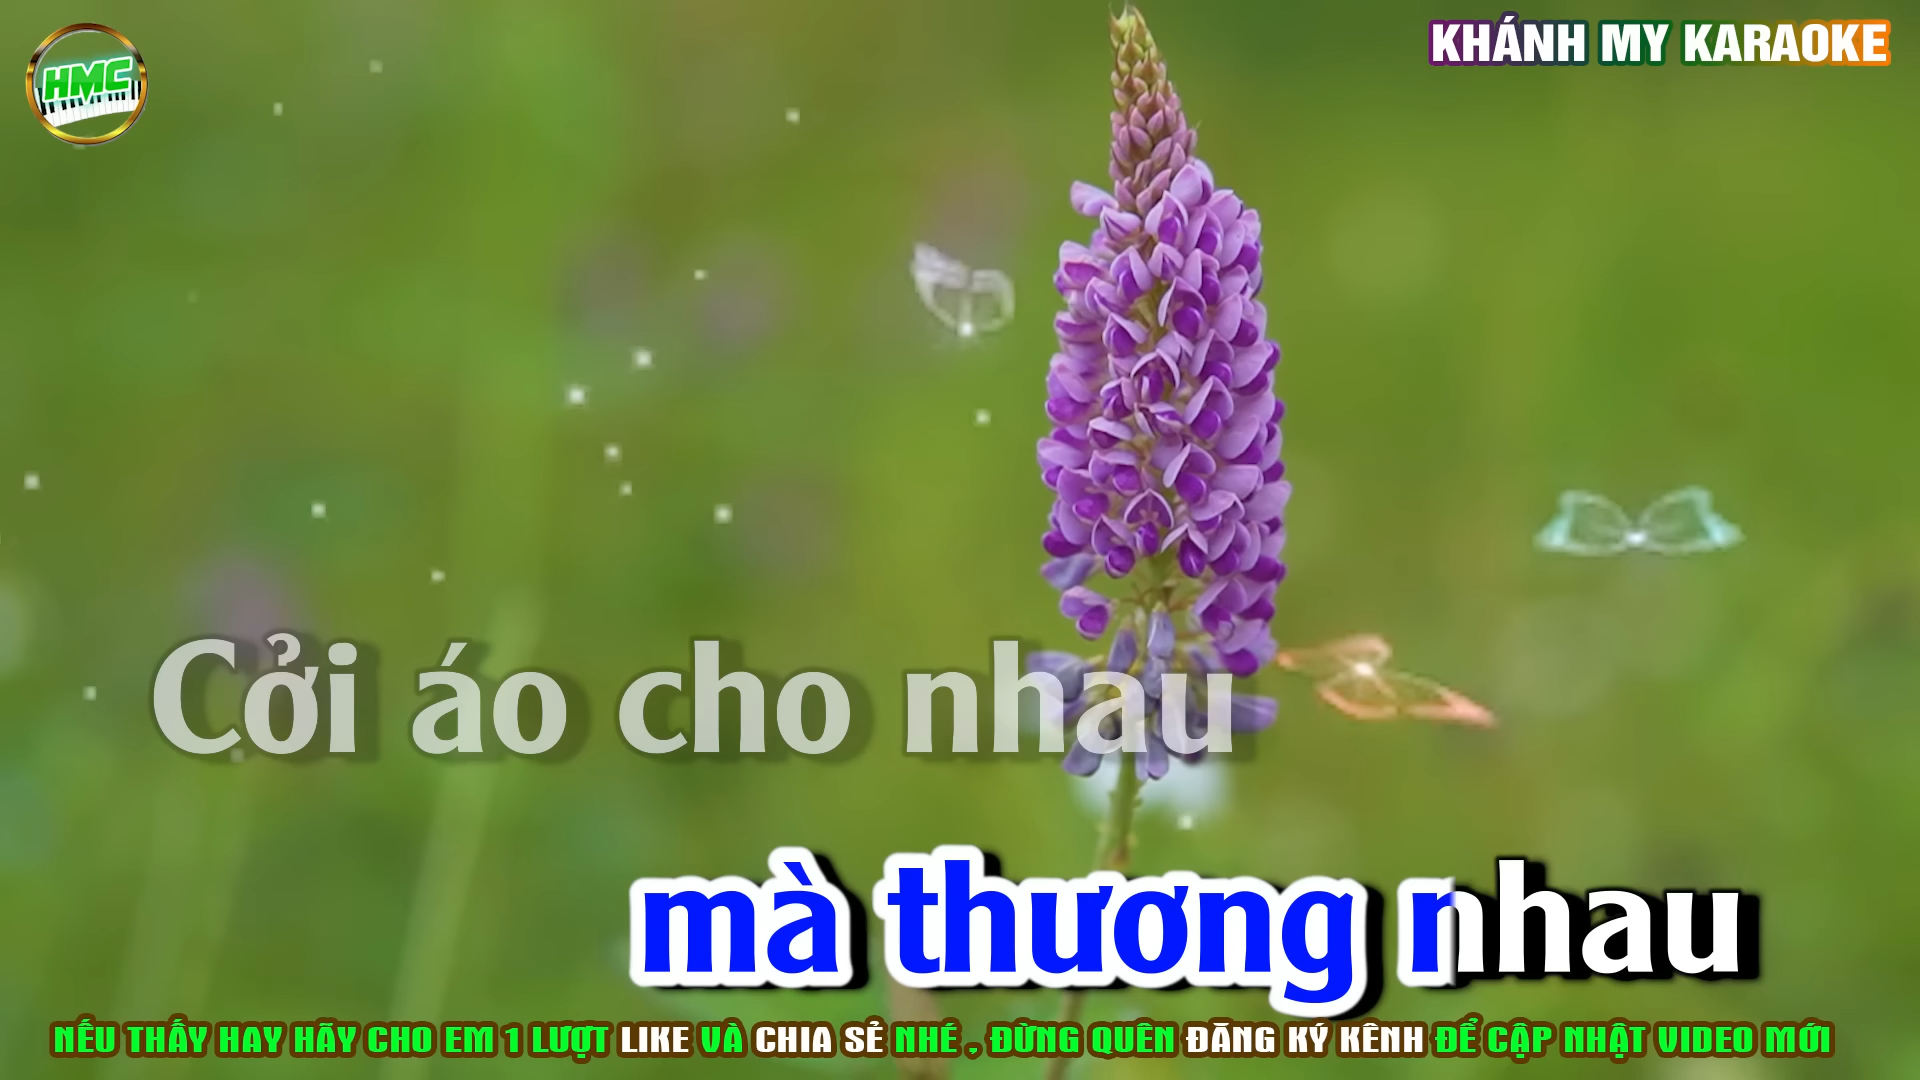 HMC
KHÁNH MY KARAOKE
Cởi áo cho nhau
mà thương nhau
NẾU THẤY HAY HÃY CHO EM 1 LƯỢT LIKE VÀ CHIA SẺ NHÉ , ĐỪNG QUÊN ĐĂNG KÝ KÊNH ĐỂ CẬP NHẬT VIDEO MỚI